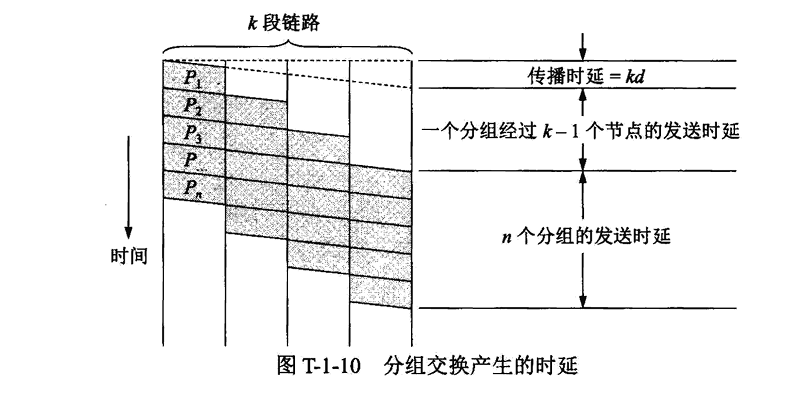 k 段链路
传播时延 = kd
P₁
P₂
P₃
P...
Pₙ
一个分组经过 k－1 个节点的发送时延
n 个分组的发送时延
时间
图 T-1-10 分组交换产生的时延